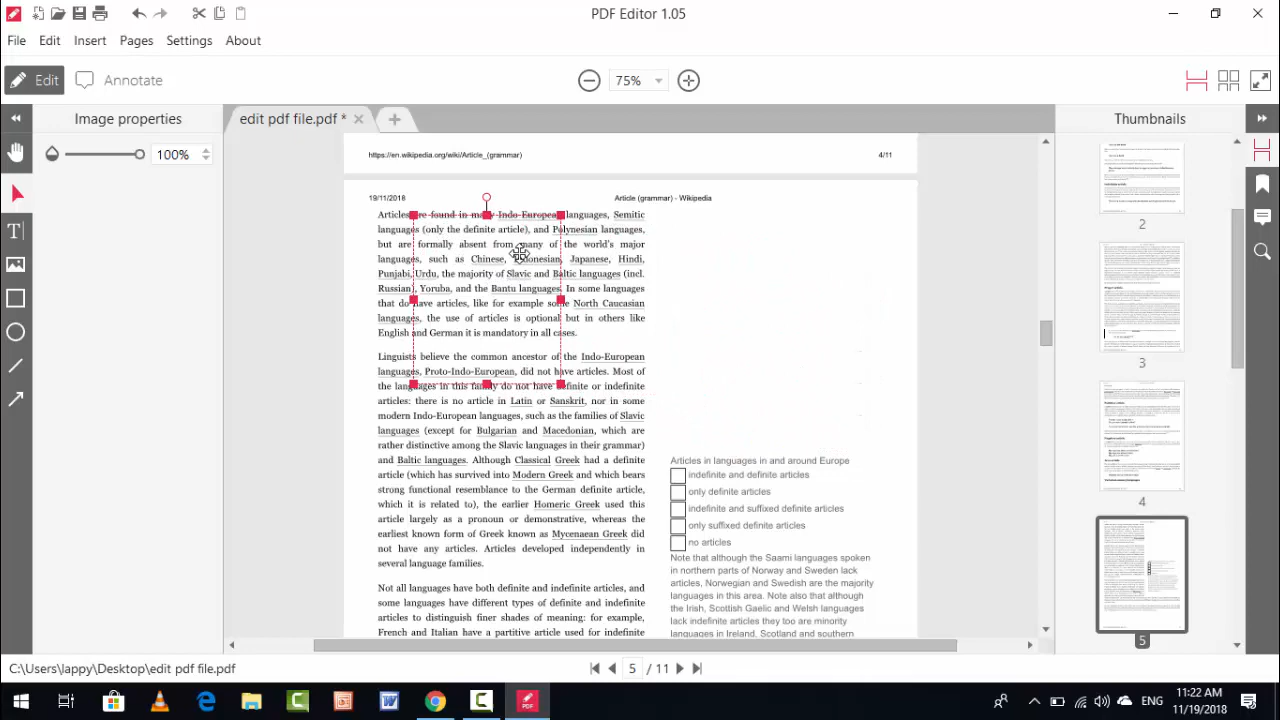 PDF Editor 1.05
File Edit Insert Pages Settings About
Edit Annotate 75%
Image properties
edit pdf file.pdf *
Thumbnails
100%
https://en.wikipedia.org/wiki/Article_(grammar) 4/11
19/11/2018 Article (grammar) - Wikipedia
Articles are found in many Indo-European languages, Semitic
languages (only the definite article), and Polynesian languages,
but are formally absent from many of the world's major
languages, such as Chinese, Japanese, Hindi,
Punjabi, Urdu, the majority of Slavic and Baltic languages (incl.
Russian), Yoruba, and the Bantu languages. In some languages
that do have articles, like for example some North Caucasian
languages, the use of articles is optional but in others like
English and German it is mandatory in all cases.
Linguists believe the common ancestor of the Indo-European
languages, Proto-Indo-European, did not have articles. Most of
the languages in this family do not have definite or indefinite
articles: there is no article in Latin or Sanskrit, nor in some
modern Indo-European languages, such as the families of Slavic
languages (except for Bulgarian and Macedonian, which are
rather distinctive among the Slavic languages in their grammar)
and Baltic languages. Although Classical Greek had a definite
article (which has survived into Modern Greek and which bears
strong functional resemblance to the German definite article,
which it is related to), the earlier Homeric Greek used this
article largely as a pronoun or demonstrative, whereas the
earliest known form of Greek known as Mycenaean Greek did
not have any articles. Articles developed independently in
several language families.
Not all languages have both definite and indefinite articles, and
some languages have different types of definite and indefinite
articles to distinguish finer shades of meaning: for example,
French and Italian have a partitive article used for indefinite
Articles in languages in and around Europe
indefinite and definite articles
only definite articles
indefinite and suffixed definite articles
only suffixed definite articles
no articles
Note that although the Saami languages spoken
in northern parts of Norway and Sweden lack
articles, Norwegian and Swedish are the majority
languages in this area. Note also that although
the Irish, Scottish Gaelic and Welsh languages
lack indefinite articles they too are minority
languages in Ireland, Scotland and southern
2
3
4
5
C:\Users\lappy\Desktop\edit pdf file.pdf
5 / 11
ENG
11:22 AM
11/19/2018
PDF